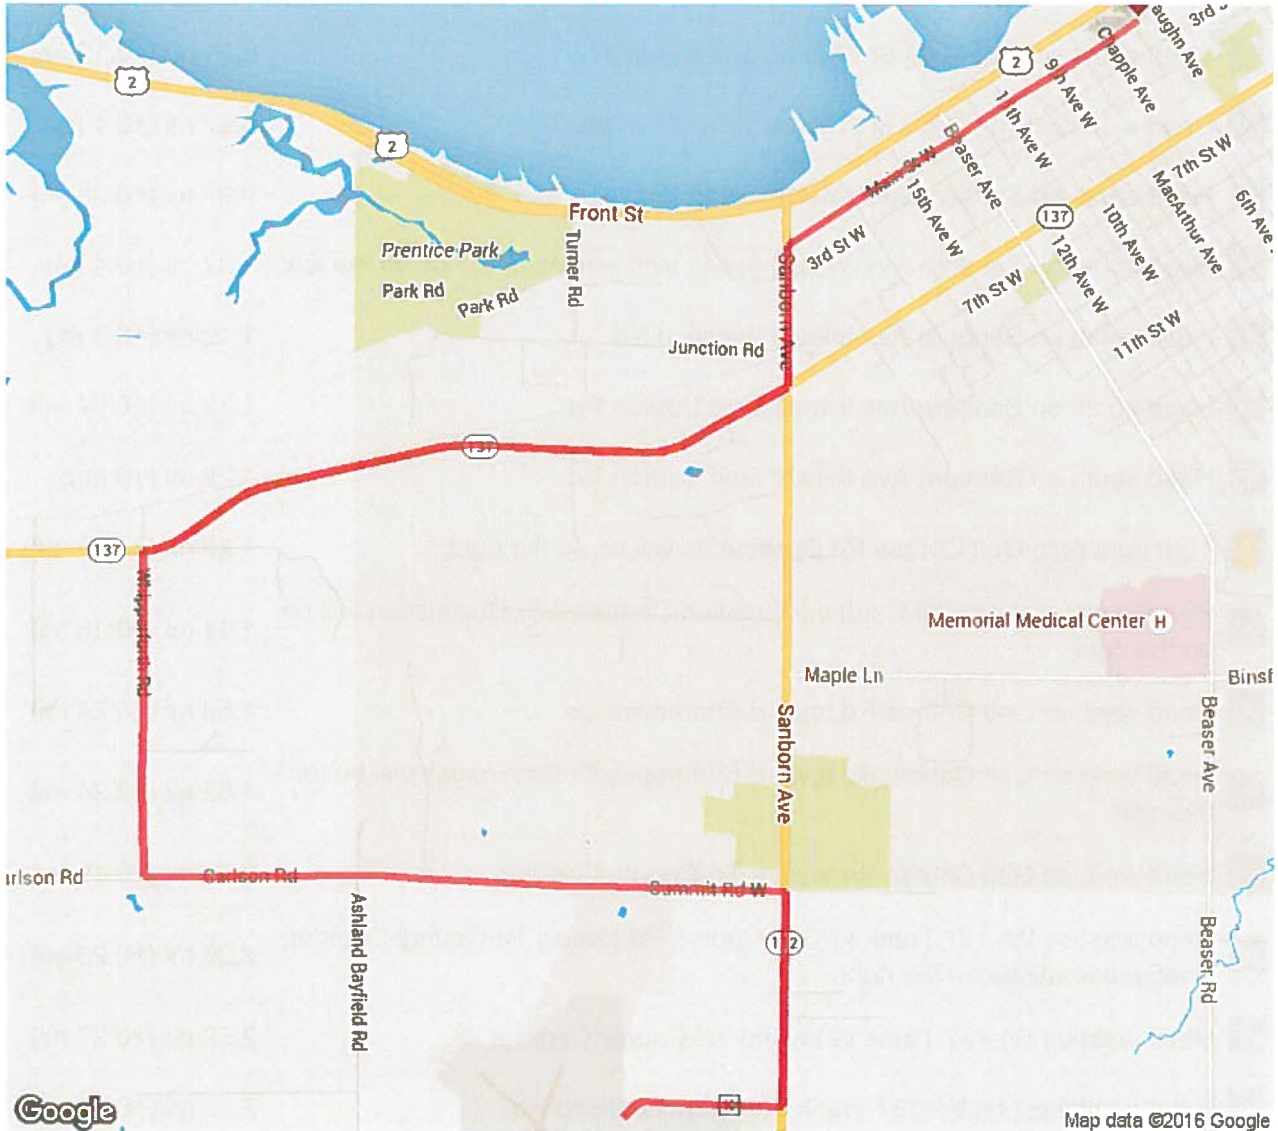 aughn Ave
3rd S
Chapple Ave
2
9th Ave W
11th Ave W
2
2
Beaser Ave
7th St W
Main St W
15th Ave W
MacArthur Ave
6th Ave
Front St
137
10th Ave W
Turner Rd
Prentice Park
3rd St W
12th Ave W
Park Rd
Park Rd
7th St W
Sanborn Ave
11th St W
Junction Rd
137
137
Memorial Medical Center H
Maple Ln
Binsf
Sanborn Ave
Beaser Ave
arlson Rd
Carlson Rd
Summit Rd W
Ashland Bayfield Rd
112
Beaser Rd
K
Google
Map data ©2016 Google